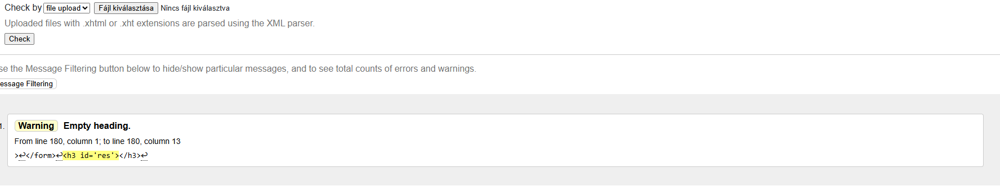 Check by file upload Fájl kiválasztása Nincs fájl kiválasztva
Uploaded files with .xhtml or .xht extensions are parsed using the XML parser.
Check
se the Message Filtering button below to hide/show particular messages, and to see total counts of errors and warnings.
essage Filtering
1. Warning Empty heading.
From line 180, column 1; to line 180, column 13
>↩</form>↩<h3 id='res'></h3>↩